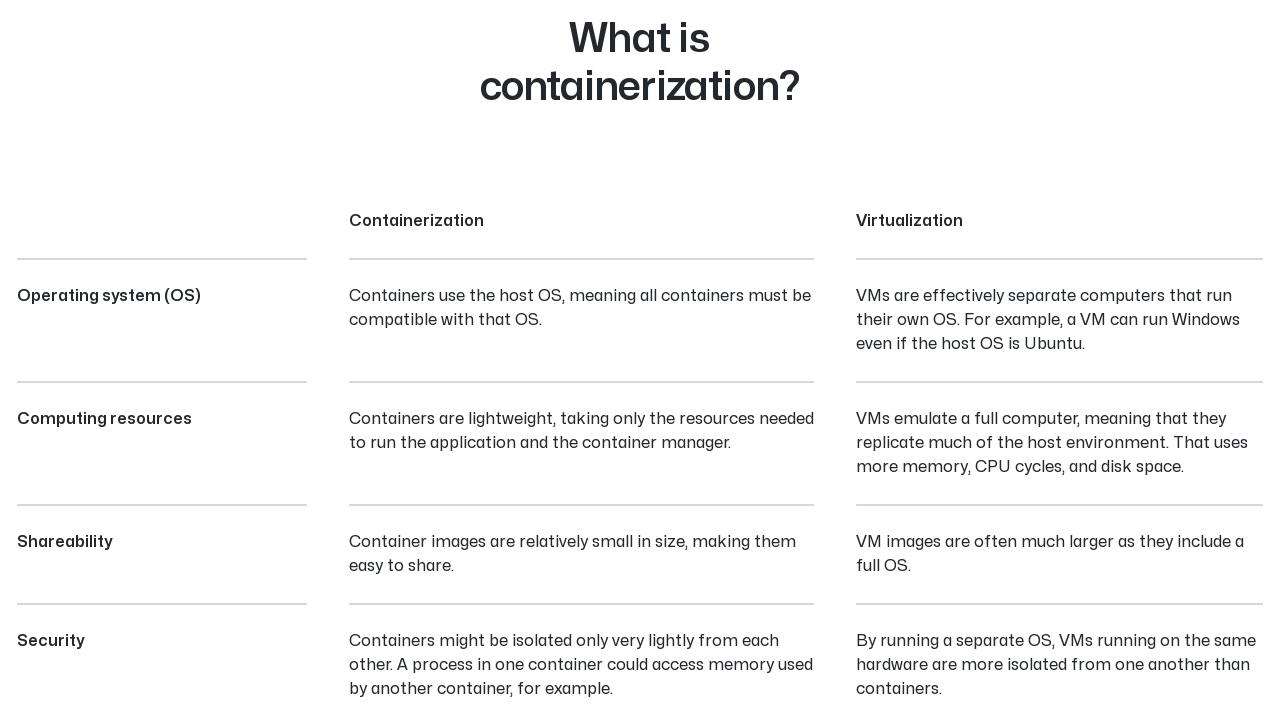 What is
containerization?
Containerization
Virtualization
Operating system (OS)
Containers use the host OS, meaning all containers must be
compatible with that OS.
VMs are effectively separate computers that run
their own OS. For example, a VM can run Windows
even if the host OS is Ubuntu.
Computing resources
Containers are lightweight, taking only the resources needed
to run the application and the container manager.
VMs emulate a full computer, meaning that they
replicate much of the host environment. That uses
more memory, CPU cycles, and disk space.
Shareability
Container images are relatively small in size, making them
easy to share.
VM images are often much larger as they include a
full OS.
Security
Containers might be isolated only very lightly from each
other. A process in one container could access memory used
by another container, for example.
By running a separate OS, VMs running on the same
hardware are more isolated from one another than
containers.